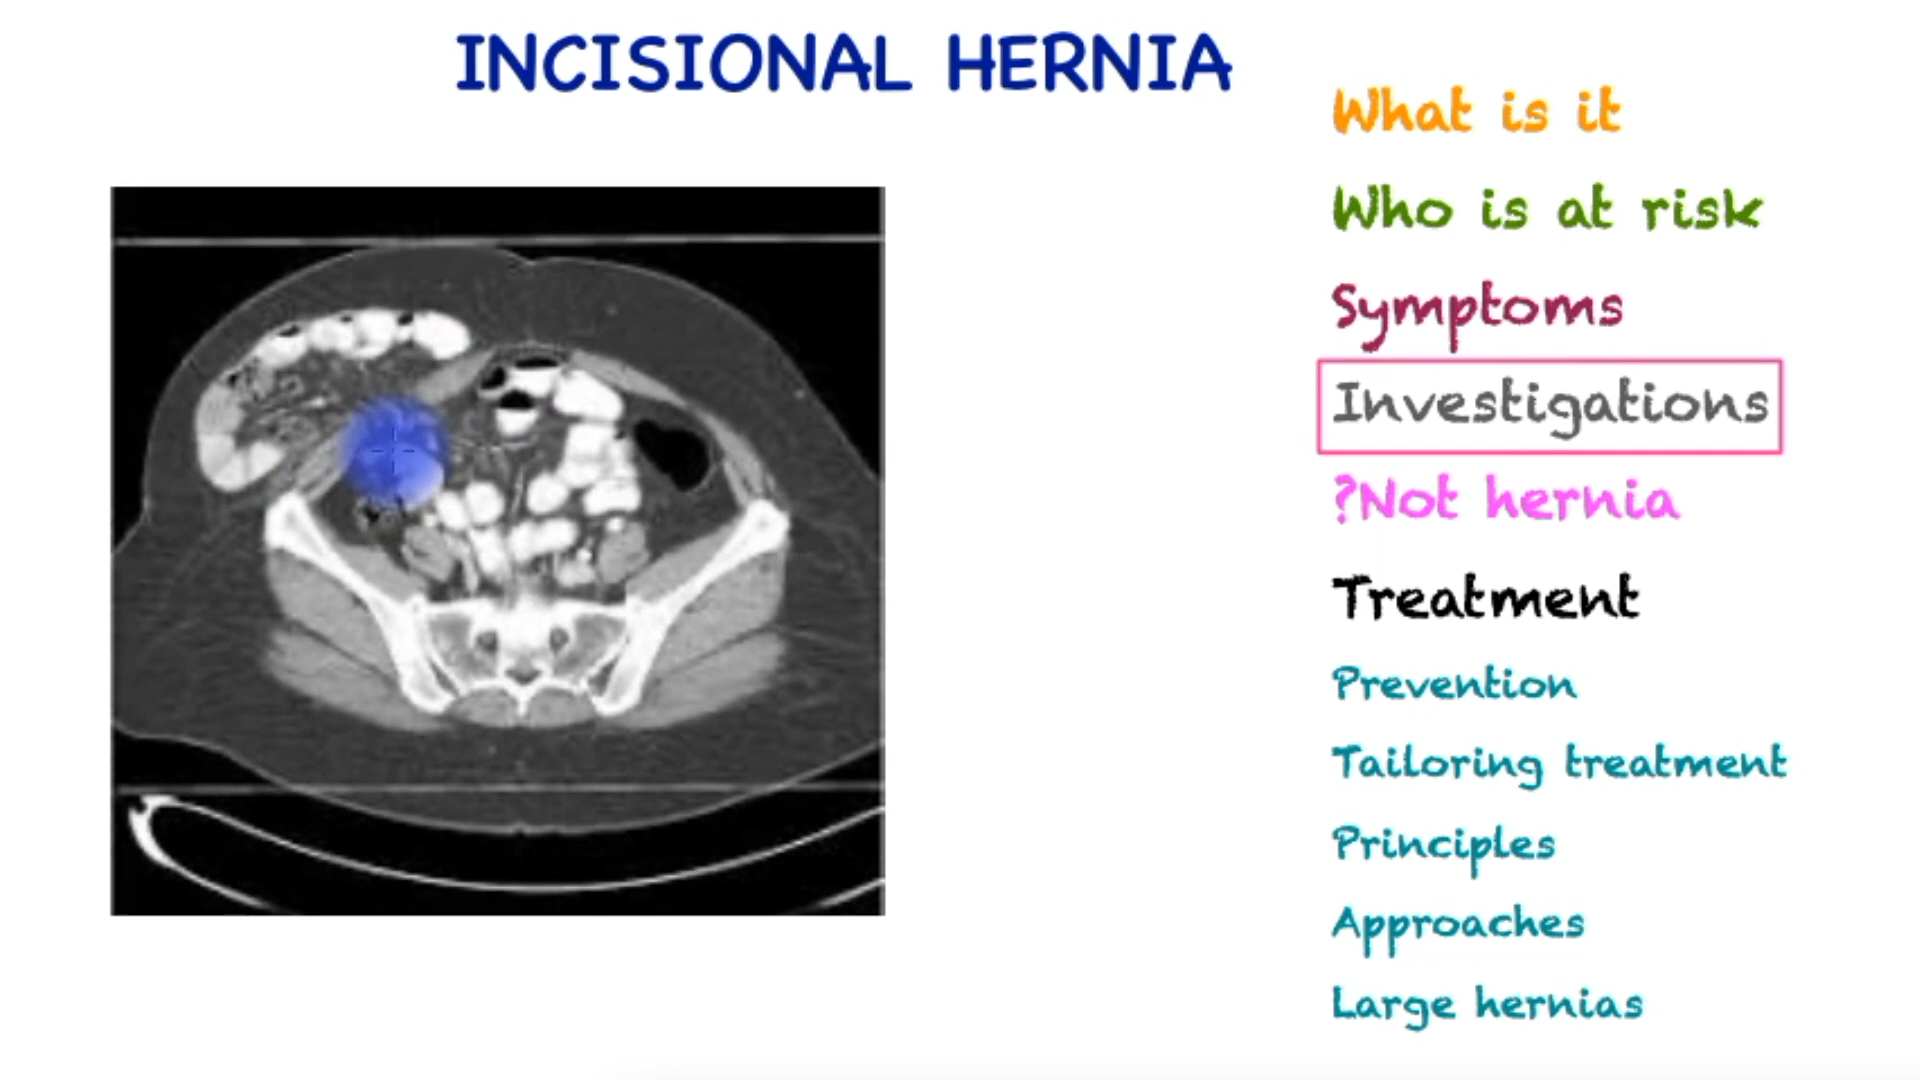 INCISIONAL HERNIA
What is it
Who is at risk
Symptoms
Investigations
?Not hernia
Treatment
Prevention
Tailoring treatment
Principles
Approaches
Large hernias